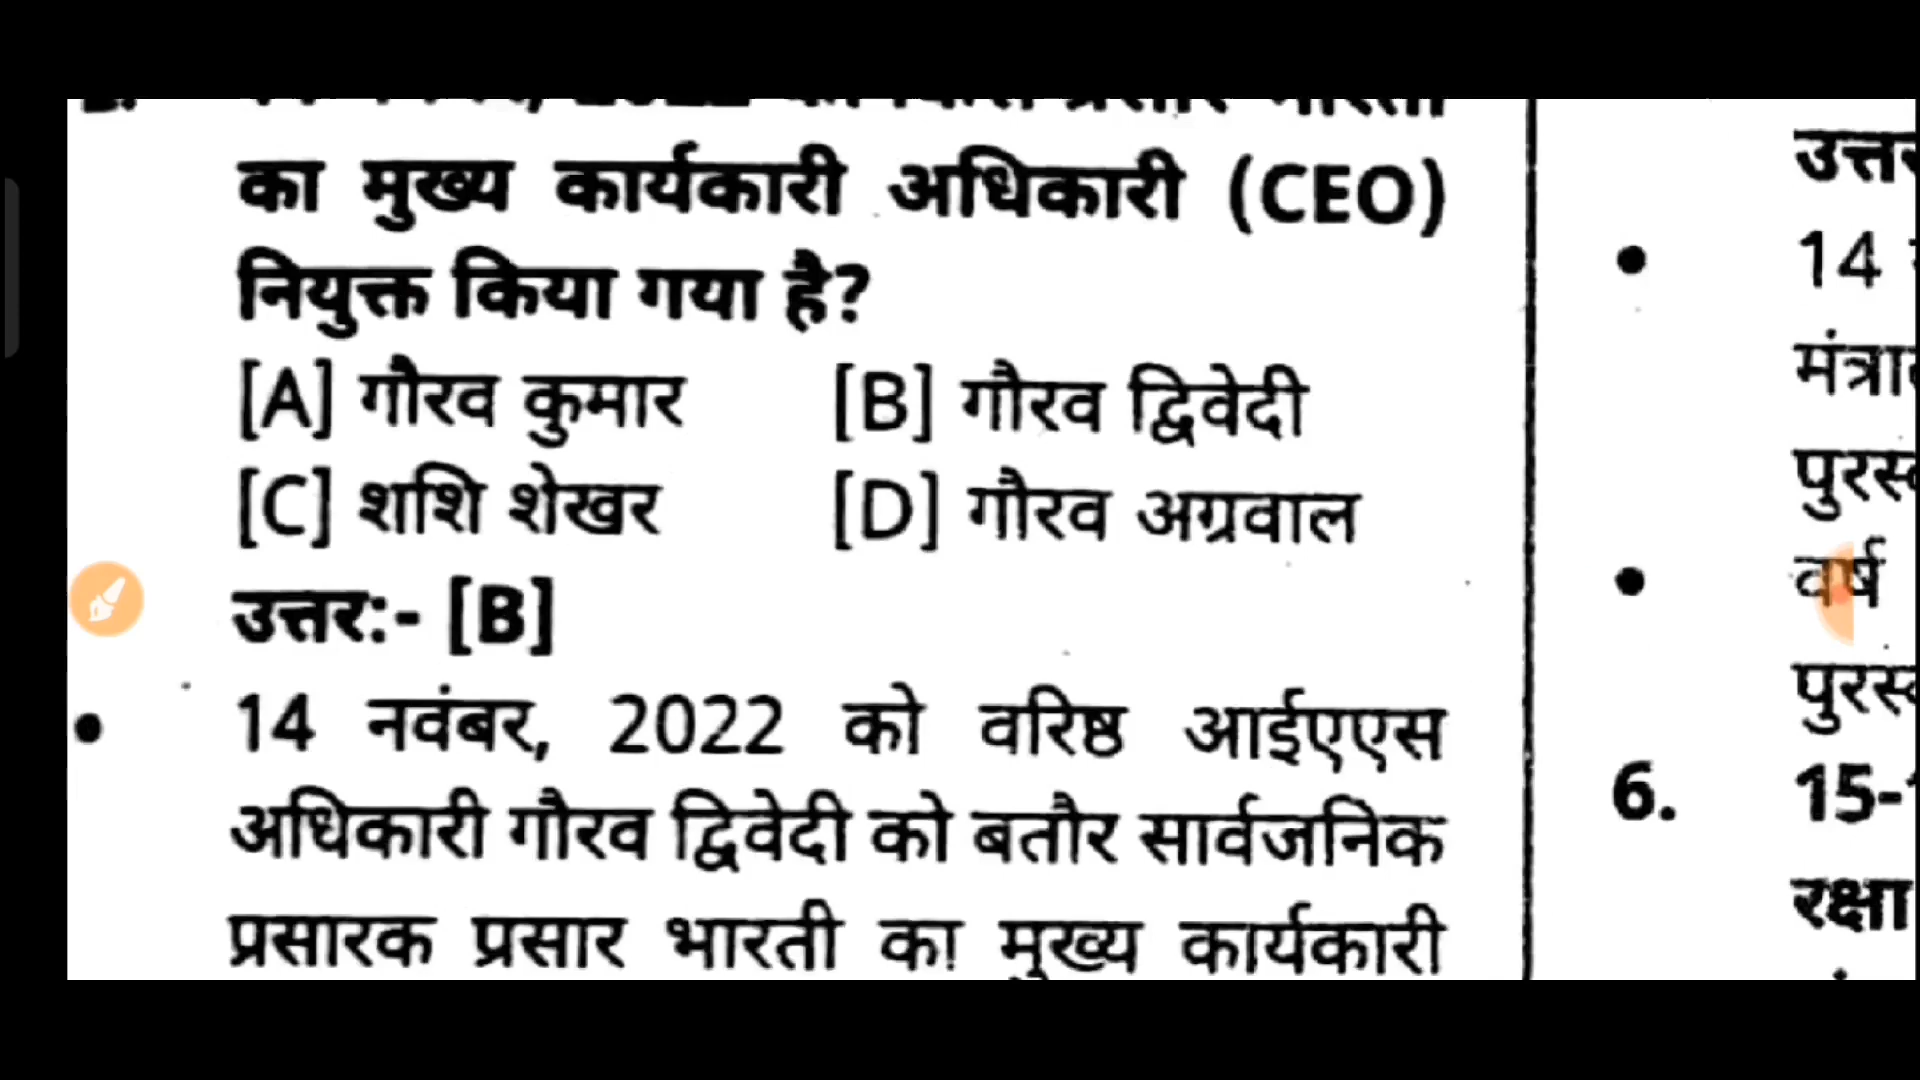 का मुख्य कार्यकारी अधिकारी (CEO)
नियुक्त किया गया है?
[A] गौरव कुमार [B] गौरव द्विवेदी
[C] शशि शेखर [D] गौरव अग्रवाल
उत्तर:- [B]
• 14 नवंबर, 2022 को वरिष्ठ आईएएस
अधिकारी गौरव द्विवेदी को बतौर सार्वजनिक
प्रसारक प्रसार भारती का मुख्य कार्यकारी
• 14
• वर्ष
6. 15-
रक्षा